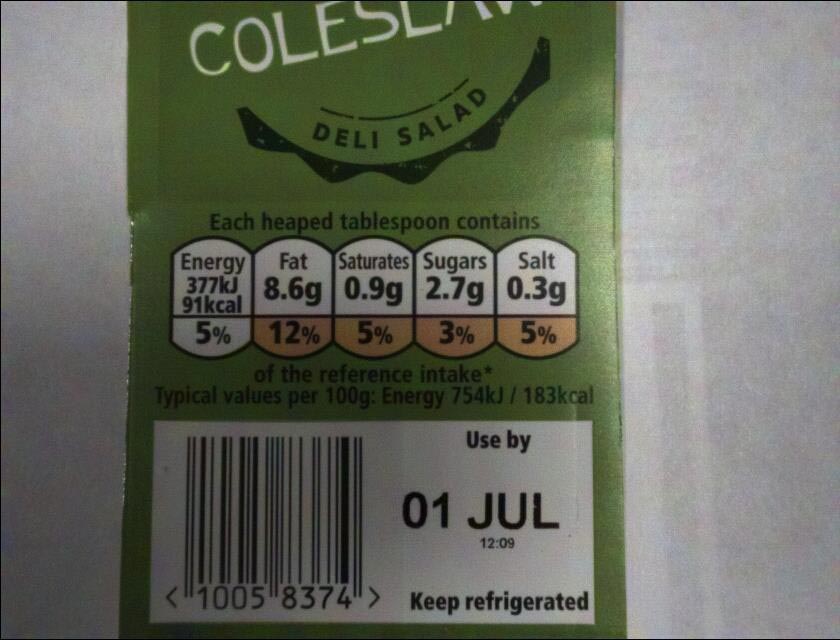 COLESLAW
DELI SALAD
Each heaped tablespoon contains
Energy Fat Saturates Sugars Salt
377kJ 91kcal 8.6g 0.9g 2.7g 0.3g
5% 12% 5% 3% 5%
of the reference intake*
Typical values per 100g: Energy 754kJ / 183kcal
Use by
01 JUL
12:09
< 1005 8374 > Keep refrigerated